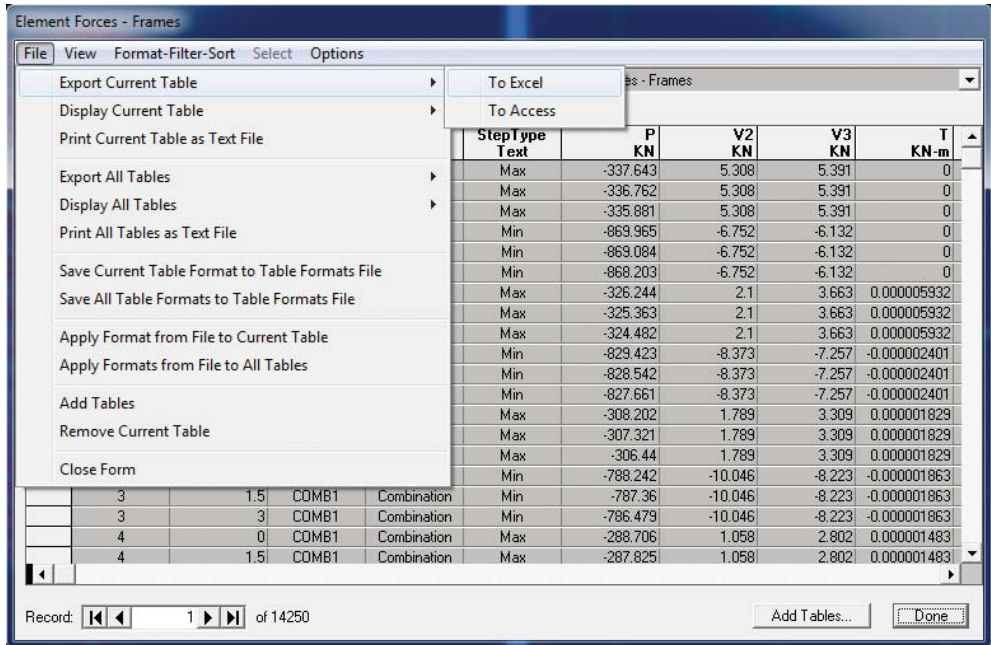 Element Forces - Frames
File View Format-Filter-Sort Select Options
Export Current Table
Display Current Table
Print Current Table as Text File
Export All Tables
Display All Tables
Print All Tables as Text File
Save Current Table Format to Table Formats File
Save All Table Formats to Table Formats File
Apply Format from File to Current Table
Apply Formats from File to All Tables
Add Tables
Remove Current Table
Close Form
To Excel
To Access
es - Frames
StepType P V2 V3 T
Text KN KN KN KN-m
Max -337.643 5.308 5.391 0
Max -336.762 5.308 5.391 0
Max -335.881 5.308 5.391 0
Min -869.965 -6.752 -6.132 0
Min -869.084 -6.752 -6.132 0
Min -868.203 -6.752 -6.132 0
Max -326.244 2.1 3.663 0.000005932
Max -325.363 2.1 3.663 0.000005932
Max -324.482 2.1 3.663 0.000005932
Min -829.423 -8.373 -7.257 -0.000002401
Min -828.542 -8.373 -7.257 -0.000002401
Min -827.661 -8.373 -7.257 -0.000002401
Max -308.202 1.789 3.309 0.000001829
Max -307.321 1.789 3.309 0.000001829
Max -306.44 1.789 3.309 0.000001829
Min -788.242 -10.046 -8.223 -0.000001863
3 1.5 COMB1 Combination Min -787.36 -10.046 -8.223 -0.000001863
3 3 COMB1 Combination Min -786.479 -10.046 -8.223 -0.000001863
4 0 COMB1 Combination Max -288.706 1.058 2.802 0.000001483
4 1.5 COMB1 Combination Max -287.825 1.058 2.802 0.000001483
Record: 1 of 14250
Add Tables... Done